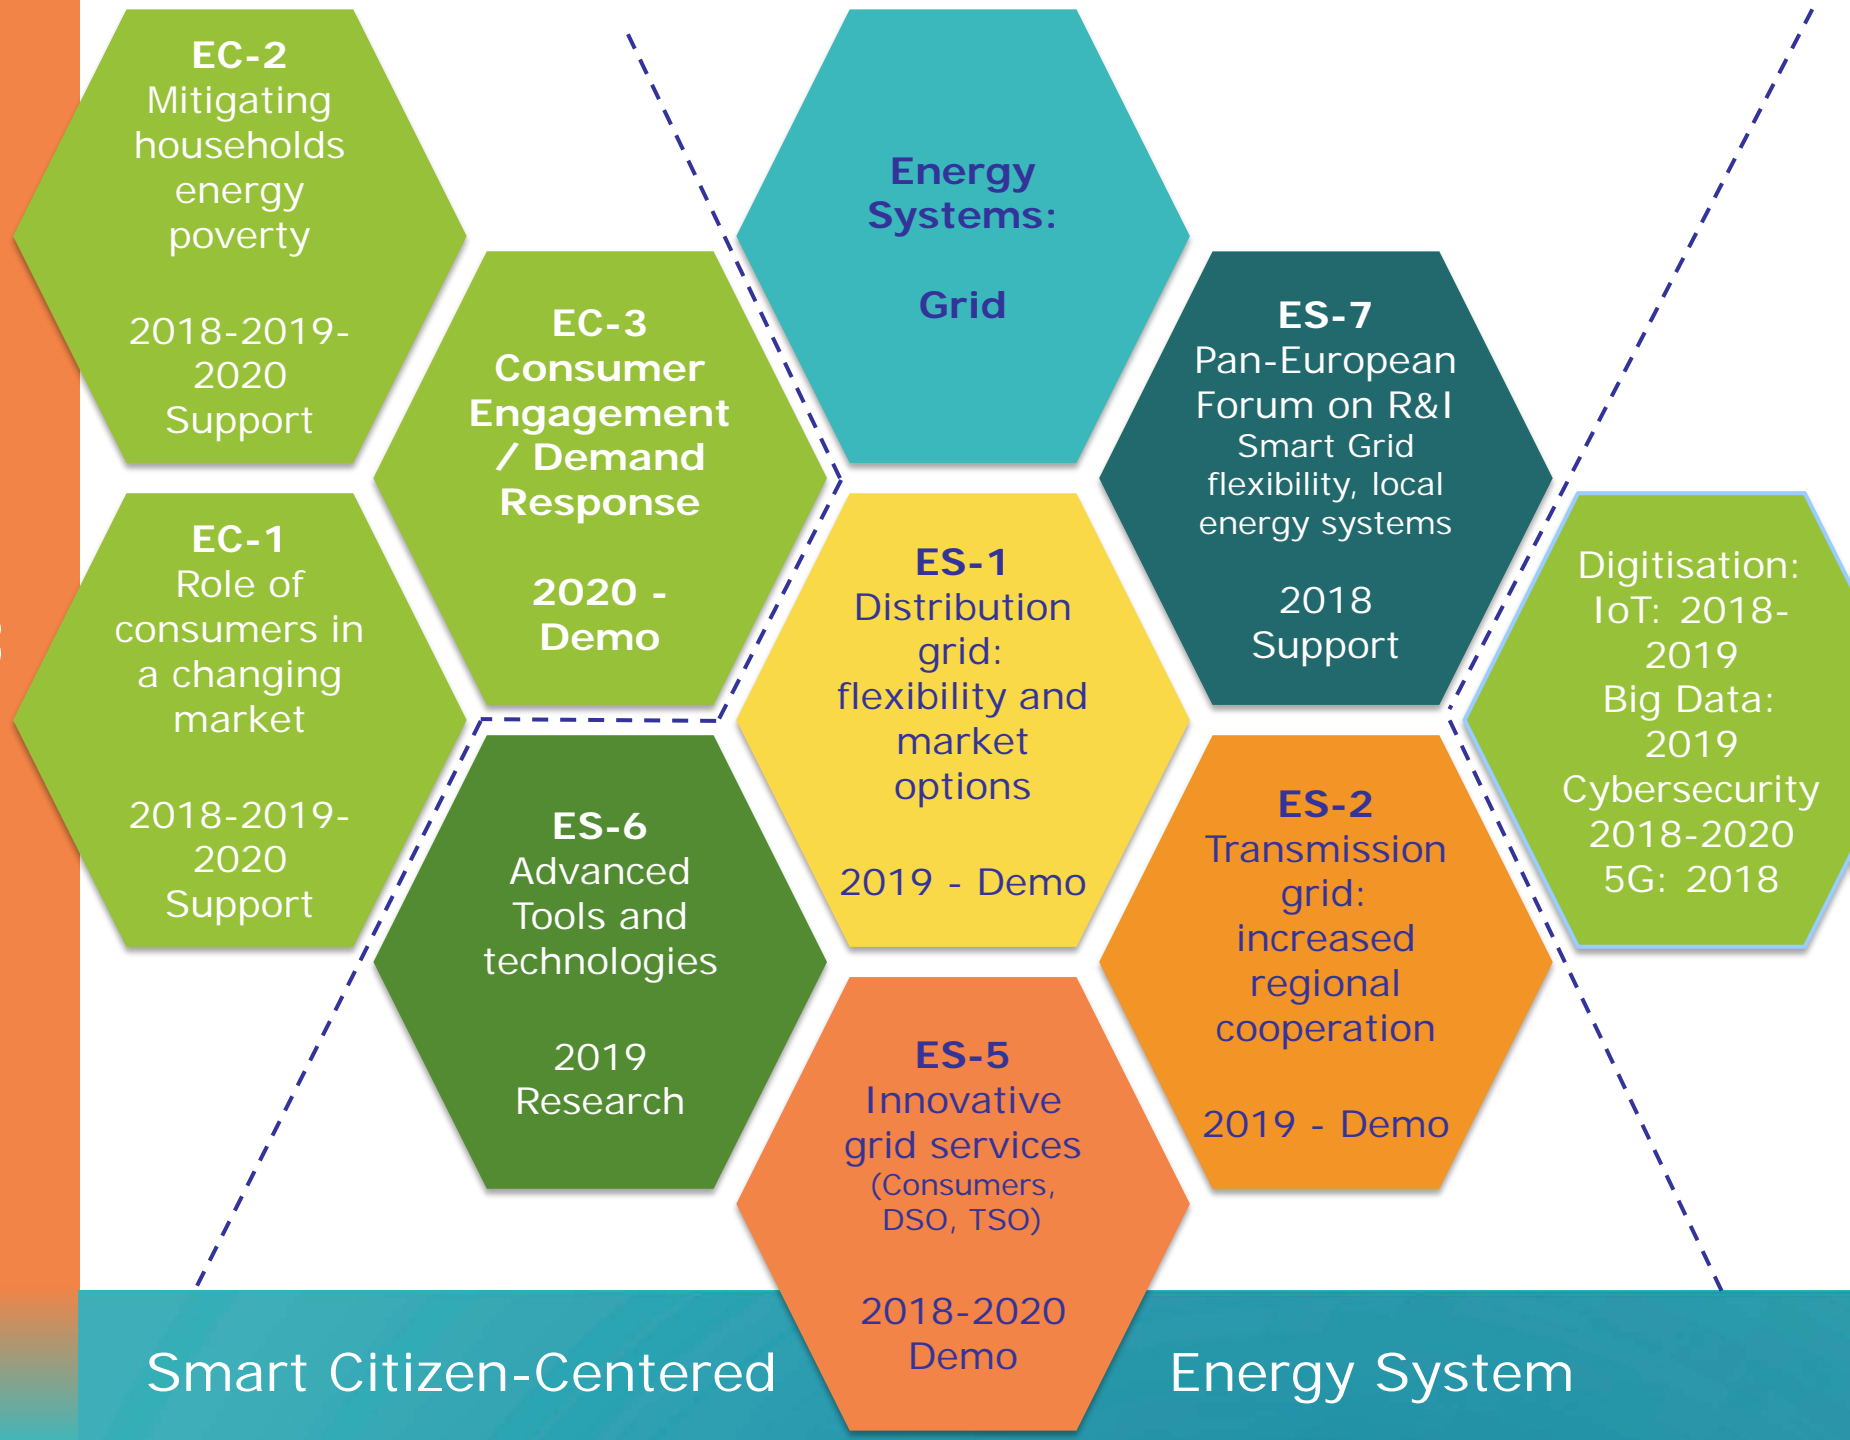 EC-2
Mitigating
households
energy
poverty
2018-2019-
2020
Support
EC-1
Role of
consumers in
a changing
market
2018-2019-
2020
Support
EC-3
Consumer
Engagement
/ Demand
Response
2020 -
Demo
ES-6
Advanced
Tools and
technologies
2019
Research
Energy
Systems:
Grid
ES-1
Distribution
grid:
flexibility and
market
options
2019 - Demo
ES-5
Innovative
grid services
(Consumers,
DSO, TSO)
2018-2020
Demo
ES-7
Pan-European
Forum on R&I
Smart Grid
flexibility, local
energy systems
2018
Support
ES-2
Transmission
grid:
increased
regional
cooperation
2019 - Demo
Digitisation:
IoT: 2018-
2019
Big Data:
2019
Cybersecurity
2018-2020
5G: 2018
Smart Citizen-Centered Energy System